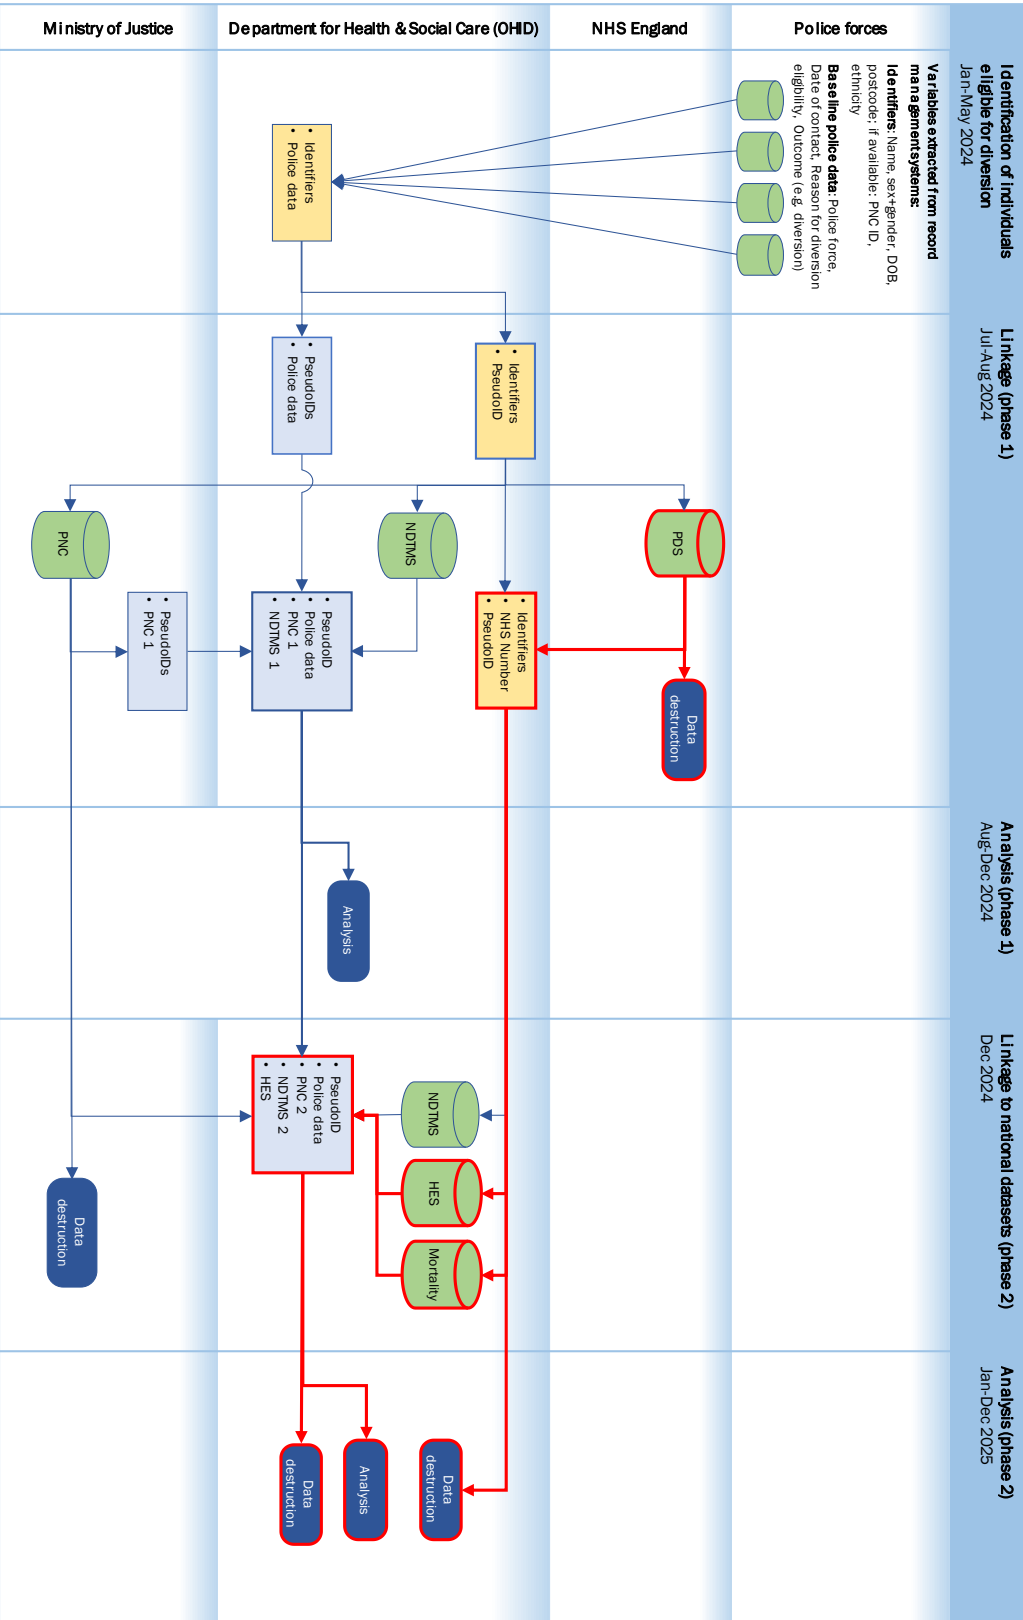 Ministry of Justice
Department for Health & Social Care (OHID)
NHS England
Police forces
Identification of individuals
eligible for diversion
Jan-May 2024
Variables extracted from record
management systems:
Identifiers: Name, sex+gender, DOB,
postcode; if available: PNC ID,
ethnicity
Baseline police data: Police force,
Date of contact, Reason for diversion
eligibility, Outcome (e.g. diversion)
• Identifiers
• Police data
Linkage (phase 1)
Jul-Aug 2024
• Identifiers
• PseudoID
• PseudoIDs
• Police data
PDS
NDTMS
PNC
Data
destruction
• Identifiers
• NHS Number
• PseudoID
• PseudoID
• Police data
• PNC 1
• NDTMS 1
• PseudoIDs
• PNC 1
Analysis (phase 1)
Aug-Dec 2024
Analysis
Linkage to national datasets (phase 2)
Dec 2024
NDTMS
HES
Mortality
• PseudoID
• Police data
• PNC 2
• NDTMS 2
• HES
Data
destruction
Analysis (phase 2)
Jan-Dec 2025
Data
destruction
Analysis
Data
destruction